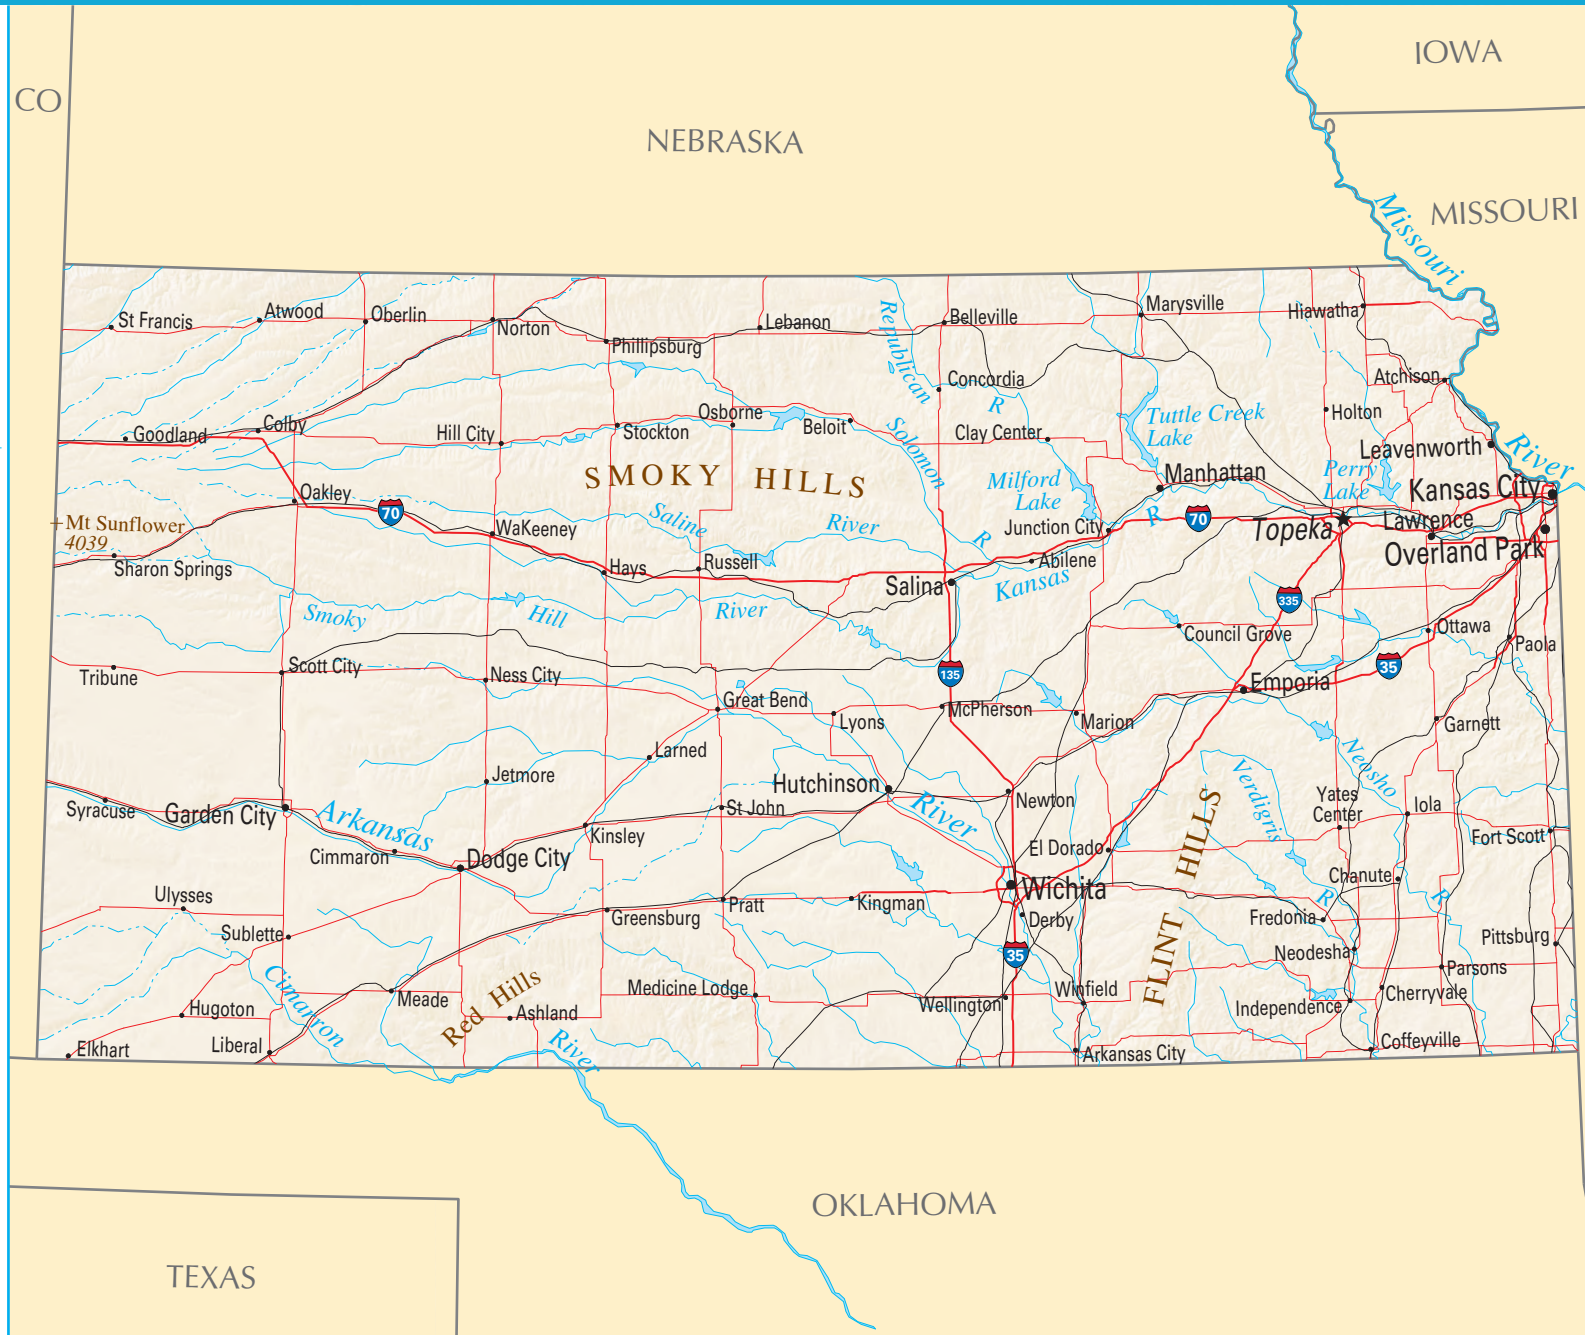 IOWA
CO
NEBRASKA
MISSOURI
Missouri
River
St Francis
Atwood
Oberlin
Norton
Phillipsburg
Lebanon
Republican
R
Belleville
Marysville
Hiawatha
Concordia
Atchison
Holton
Goodland
Colby
Hill City
Stockton
Osborne
Beloit
Solomon
R
Clay Center
Tuttle Creek
Lake
Leavenworth
SMOKY HILLS
Milford
Lake
Manhattan
Perry
Lake
Kansas City
Oakley
70
Mt Sunflower
4039
WaKeeney
Saline
River
Junction City
R
70
Topeka
Lawrence
Overland Park
Sharon Springs
Hays
Russell
Abilene
Salina
Kansas
335
Smoky
Hill
River
Council Grove
Ottawa
Paola
Tribune
Scott City
Ness City
135
35
Emporia
Great Bend
Lyons
McPherson
Marion
Garnett
Larned
Jetmore
Hutchinson
Neosho
R
Verdigris
R
Syracuse
Garden City
Arkansas
River
St John
Newton
Yates
Center
Iola
Kinsley
Cimmaron
Dodge City
El Dorado
Fort Scott
FLINT HILLS
Chanute
Ulysses
Wichita
Greensburg
Pratt
Kingman
Derby
Fredonia
Sublette
35
Neodesha
Pittsburg
Parsons
Cimarron
River
Meade
Red Hills
Medicine Lodge
Wellington
Winfield
Independence
Cherryvale
Hugoton
Ashland
Elkhart
Liberal
Arkansas City
Coffeyville
OKLAHOMA
TEXAS